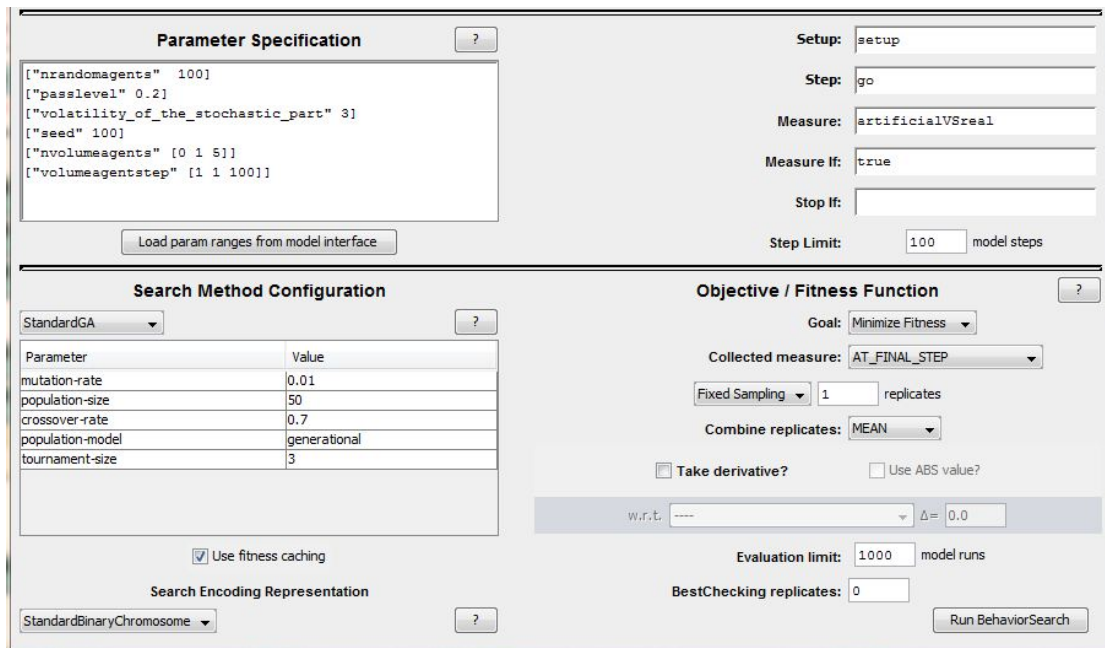 Parameter Specification
?
["nrandomagents"  100]
["passlevel" 0.2]
["volatility_of_the_stochastic_part" 3]
["seed" 100]
["nvolumeagents" [0 1 5]]
["volumeagentstep" [1 1 100]]
Load param ranges from model interface
Setup: setup
Step: go
Measure: artificialVSreal
Measure If: true
Stop If:
Step Limit: 100 model steps
Search Method Configuration
StandardGA ?
Parameter Value
mutation-rate 0.01
population-size 50
crossover-rate 0.7
population-model generational
tournament-size 3
Use fitness caching
Search Encoding Representation
StandardBinaryChromosome ?
Objective / Fitness Function ?
Goal: Minimize Fitness
Collected measure: AT_FINAL_STEP
Fixed Sampling 1 replicates
Combine replicates: MEAN
Take derivative? Use ABS value?
w.r.t. ---- Δ= 0.0
Evaluation limit: 1000 model runs
BestChecking replicates: 0
Run BehaviorSearch